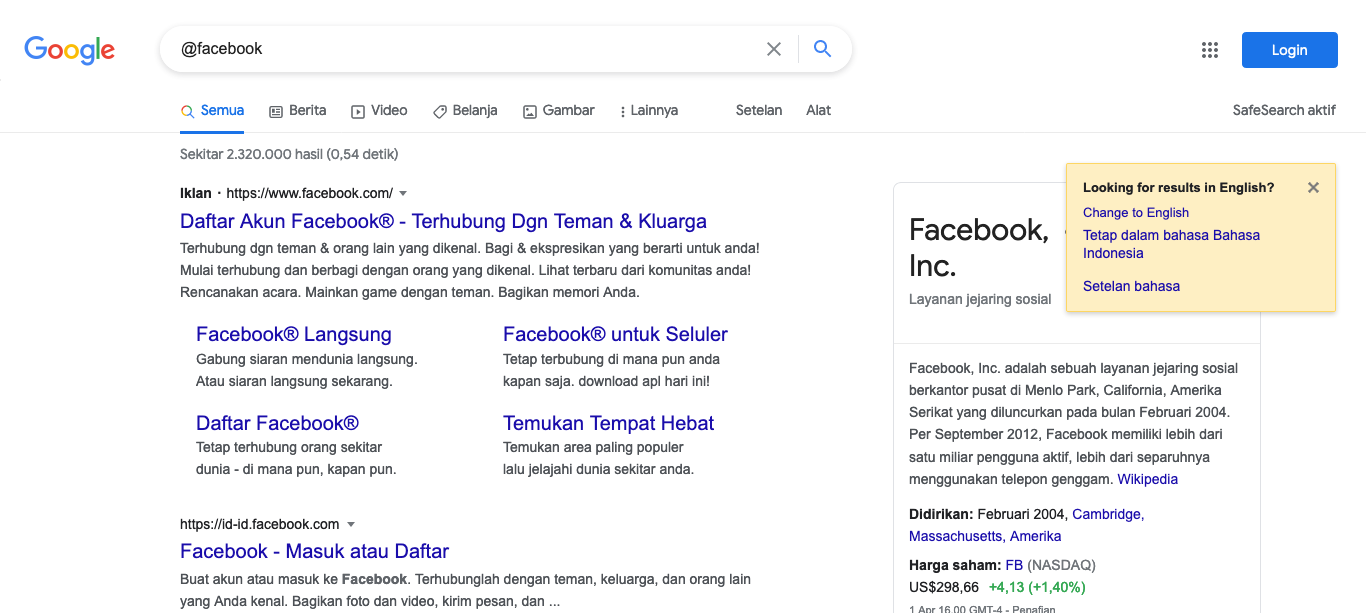 Google
@facebook
Login
Semua
Berita
Video
Belanja
Gambar
Lainnya
Setelan
Alat
SafeSearch aktif
Sekitar 2.320.000 hasil (0,54 detik)
Iklan · https://www.facebook.com/
Daftar Akun Facebook® - Terhubung Dgn Teman & Kluarga
Terhubung dgn teman & orang lain yang dikenal. Bagi & ekspresikan yang berarti untuk anda!
Mulai terhubung dan berbagi dengan orang yang dikenal. Lihat terbaru dari komunitas anda!
Rencanakan acara. Mainkan game dengan teman. Bagikan memori Anda.
Facebook® Langsung
Gabung siaran mendunia langsung.
Atau siaran langsung sekarang.
Facebook® untuk Seluler
Tetap terbubung di mana pun anda
kapan saja. download apl hari ini!
Daftar Facebook®
Tetap terhubung orang sekitar
dunia - di mana pun, kapan pun.
Temukan Tempat Hebat
Temukan area paling populer
lalu jelajahi dunia sekitar anda.
https://id-id.facebook.com
Facebook - Masuk atau Daftar
Buat akun atau masuk ke Facebook. Terhubunglah dengan teman, keluarga, dan orang lain
yang Anda kenal. Bagikan foto dan video, kirim pesan, dan ...
Looking for results in English?
Change to English
Tetap dalam bahasa Bahasa
Indonesia
Setelan bahasa
Facebook,
Inc.
Layanan jejaring sosial
Facebook, Inc. adalah sebuah layanan jejaring sosial
berkantor pusat di Menlo Park, California, Amerika
Serikat yang diluncurkan pada bulan Februari 2004.
Per September 2012, Facebook memiliki lebih dari
satu miliar pengguna aktif, lebih dari separuhnya
menggunakan telepon genggam. Wikipedia
Didirikan: Februari 2004, Cambridge,
Massachusetts, Amerika
Harga saham: FB (NASDAQ)
US$298,66 +4,13 (+1,40%)
1 Apr 16.00 GMT-4 - Penafian